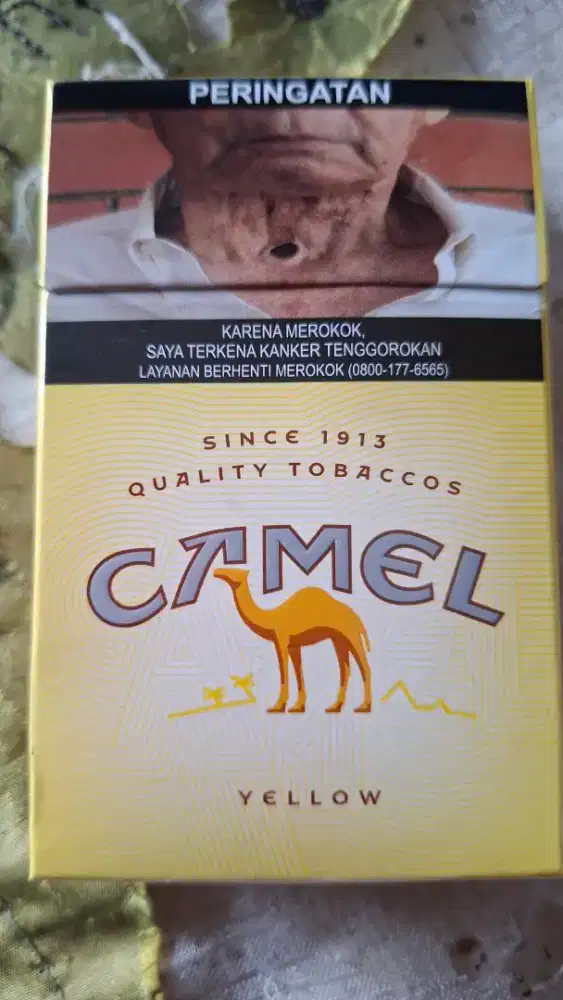 PERINGATAN
KARENA MEROKOK,
SAYA TERKENA KANKER TENGGOROKAN
LAYANAN BERHENTI MEROKOK (0800-177-6565)
SINCE 1913
QUALITY TOBACCOS
CAMEL
YELLOW